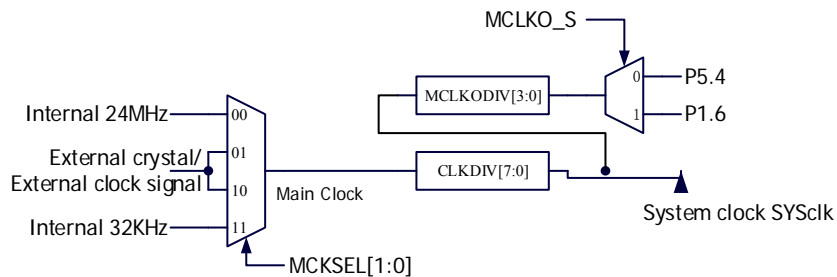 MCLKO_S
MCLKODIV[3:0]
0
P5.4
1
P1.6
Internal 24MHz
00
External crystal/
01
External clock signal
10
Internal 32KHz
11
Main Clock
CLKDIV[7:0]
System clock SYSclk
MCKSEL[1:0]